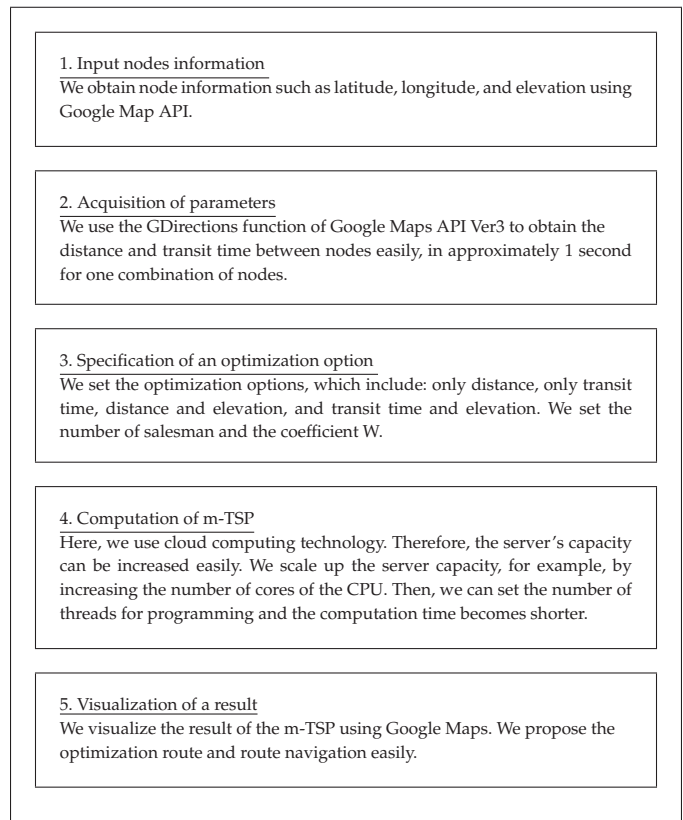 1. Input nodes information
We obtain node information such as latitude, longitude, and elevation using
Google Map API.
2. Acquisition of parameters
We use the GDirections function of Google Maps API Ver3 to obtain the
distance and transit time between nodes easily, in approximately 1 second
for one combination of nodes.
3. Specification of an optimization option
We set the optimization options, which include: only distance, only transit
time, distance and elevation, and transit time and elevation. We set the
number of salesman and the coefficient W.
4. Computation of m-TSP
Here, we use cloud computing technology. Therefore, the server's capacity
can be increased easily. We scale up the server capacity, for example, by
increasing the number of cores of the CPU. Then, we can set the number of
threads for programming and the computation time becomes shorter.
5. Visualization of a result
We visualize the result of the m-TSP using Google Maps. We propose the
optimization route and route navigation easily.